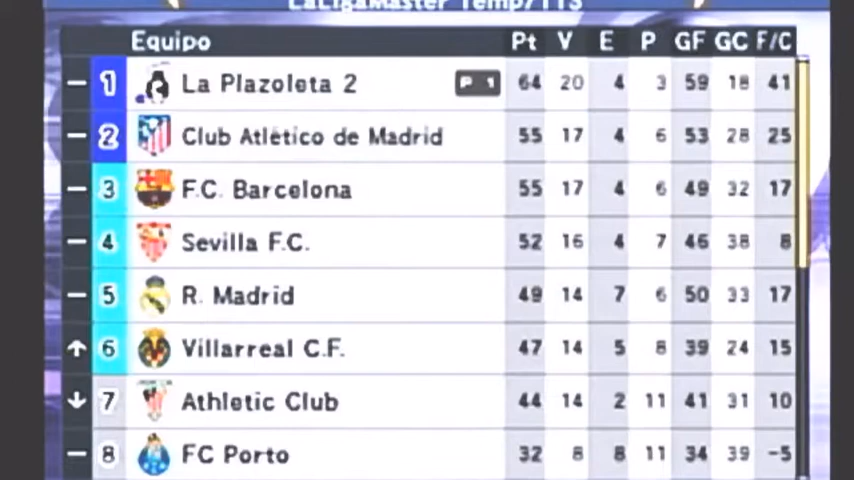 LaLigaMaster Temp/113
Equipo Pt V E P GF GC F/C
1 La Plazoleta 2 P 1 64 20 4 3 59 18 41
2 Club Atlético de Madrid 55 17 4 6 53 28 25
3 F.C. Barcelona 55 17 4 6 49 32 17
4 Sevilla F.C. 52 16 4 7 46 38 8
5 R. Madrid 49 14 7 6 50 33 17
6 Villarreal C.F. 47 14 5 8 39 24 15
7 Athletic Club 44 14 2 11 41 31 10
8 FC Porto 32 8 8 11 34 39 -5